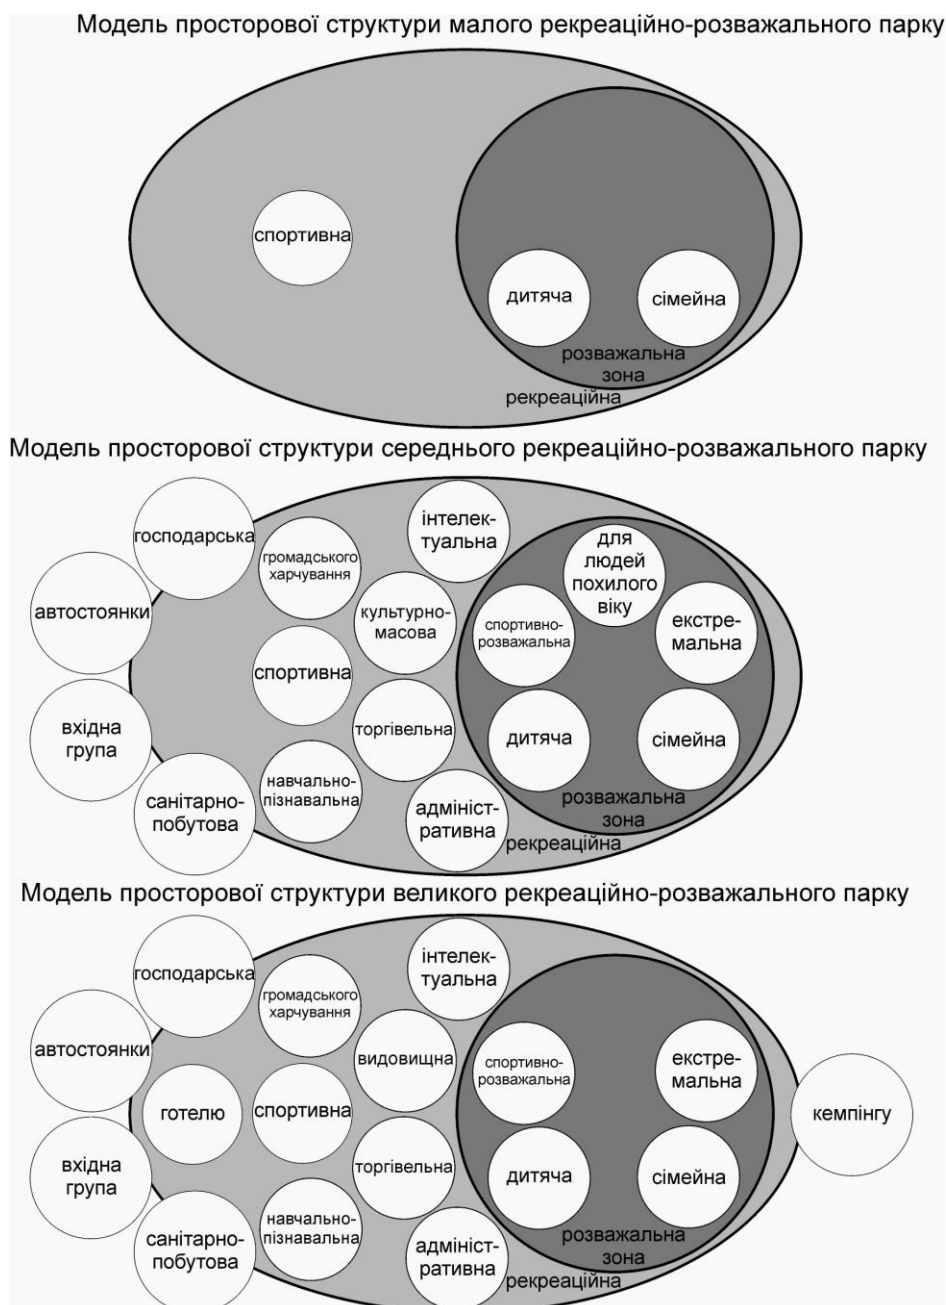 Модель просторової структури малого рекреаційно-розважального парку
спортивна
дитяча
сімейна
розважальна
зона
рекреаційна
Модель просторової структури середнього рекреаційно-розважального парку
господарська
автостоянки
вхідна
група
санітарно-
побутова
громадського
харчування
спортивна
навчально-
пізнавальна
інтелек-
туальна
культурно-
масова
торгівельна
адмініст-
ративна
для
людей
похилого
віку
спортивно-
розважальна
екстре-
мальна
дитяча
сімейна
розважальна
зона
рекреаційна
Модель просторової структури великого рекреаційно-розважального парку
господарська
автостоянки
готелю
вхідна
група
санітарно-
побутова
громадського
харчування
спортивна
навчально-
пізнавальна
інтелек-
туальна
видовищна
торгівельна
адмініст-
ративна
спортивно-
розважальна
екстре-
мальна
дитяча
сімейна
розважальна
зона
рекреаційна
кемпінгу